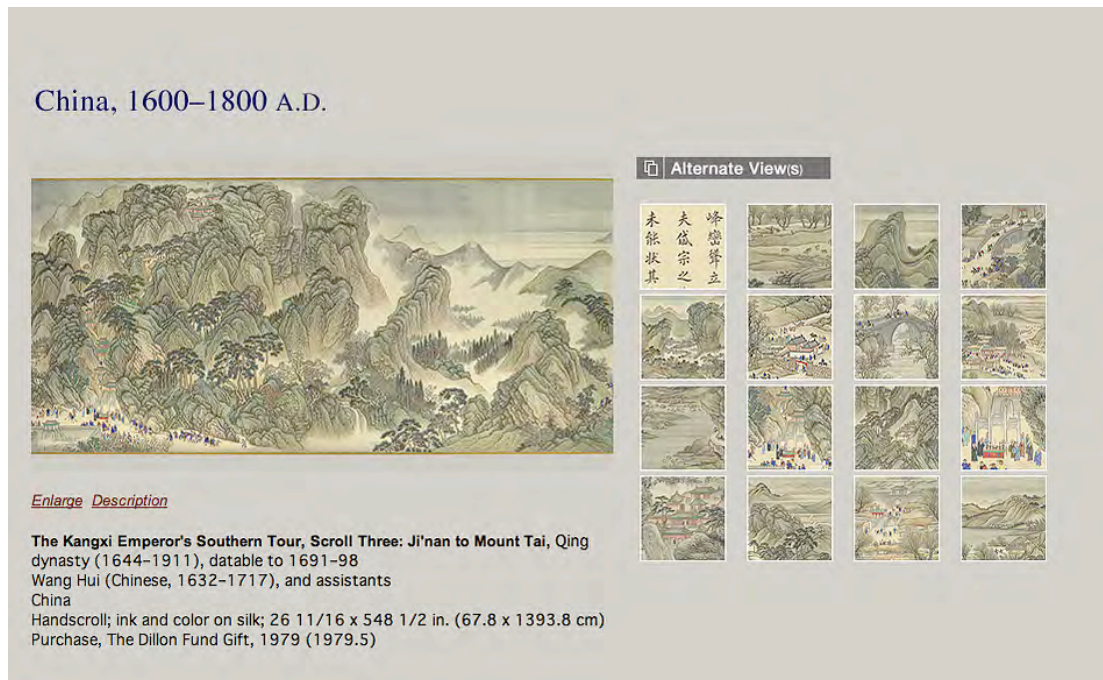 China, 1600–1800 A.D.
Alternate View(s)
未 夫 峰
能 岱 巒
狀 宗 聳
其 之 立
Enlarge Description
The Kangxi Emperor's Southern Tour, Scroll Three: Ji'nan to Mount Tai, Qing
dynasty (1644–1911), datable to 1691–98
Wang Hui (Chinese, 1632–1717), and assistants
China
Handscroll; ink and color on silk; 26 11/16 x 548 1/2 in. (67.8 x 1393.8 cm)
Purchase, The Dillon Fund Gift, 1979 (1979.5)